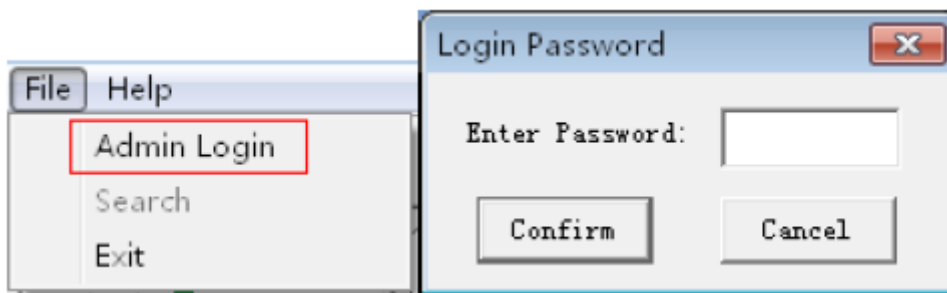 File Help
Admin Login
Search
Exit
Login Password
Enter Password:
Confirm Cancel